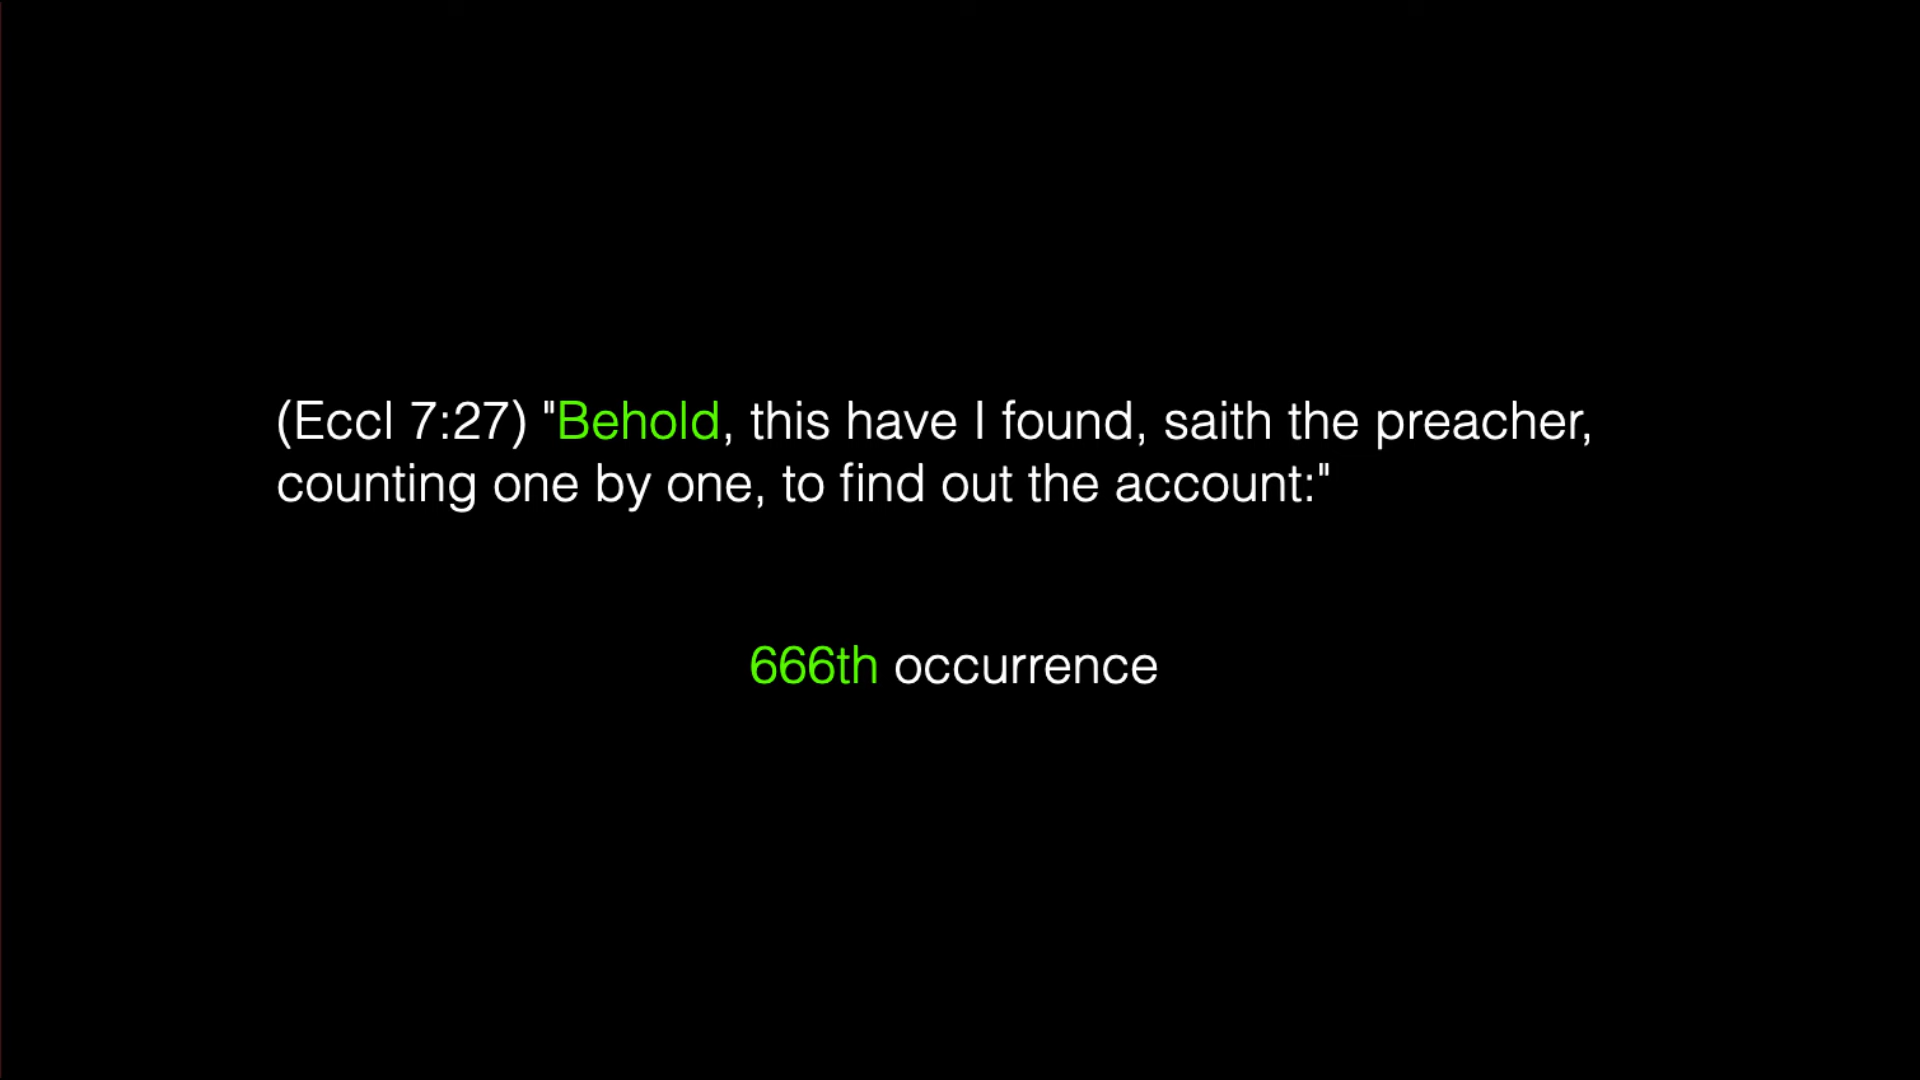 (Eccl 7:27) "Behold, this have I found, saith the preacher,
counting one by one, to find out the account:"
666th occurrence